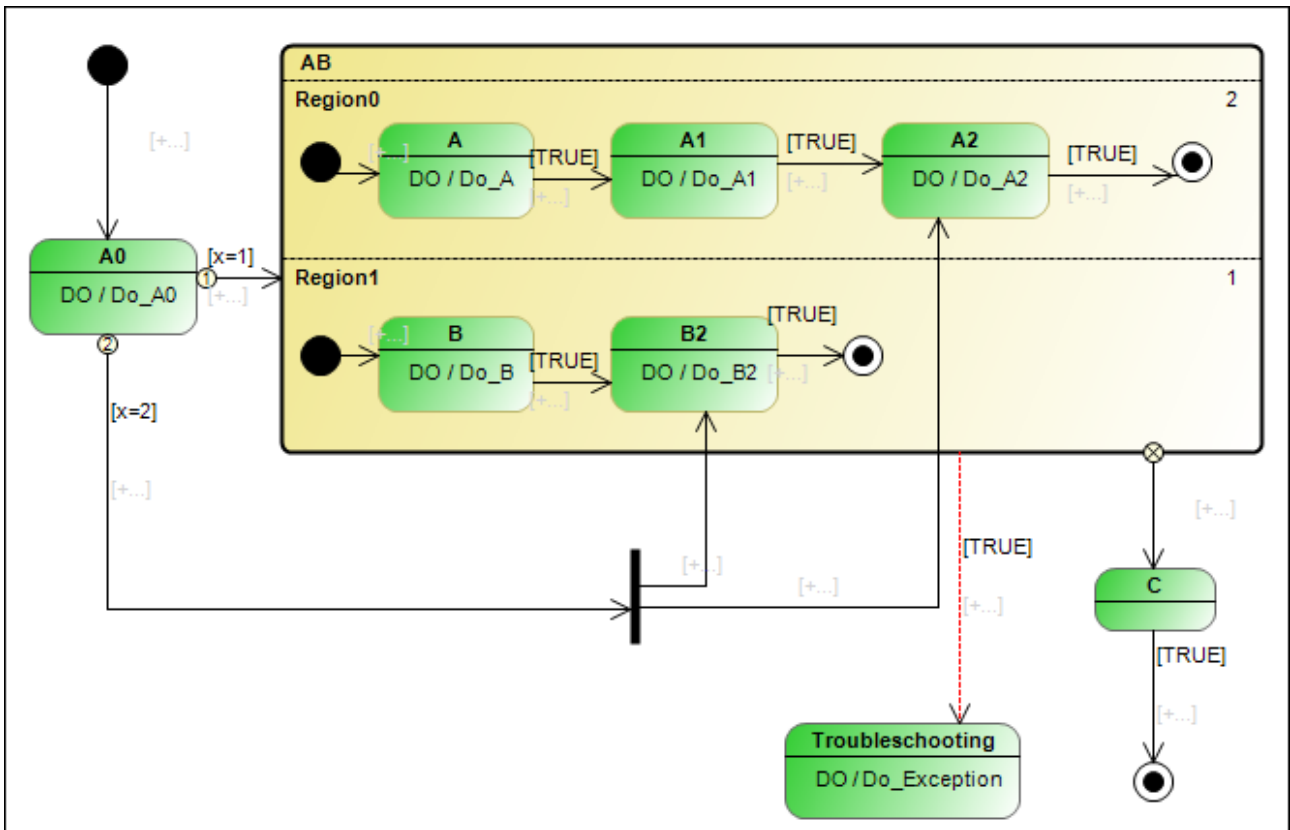 AB
Region0
2
[+...]
[+...]
A
DO / Do_A
[TRUE]
[+...]
A1
DO / Do_A1
[TRUE]
[+...]
A2
DO / Do_A2
[TRUE]
[+...]
A0
DO / Do_A0
1
[x=1]
[+...]
2
[x=2]
[+...]
Region1
1
[+...]
B
DO / Do_B
[TRUE]
[+...]
B2
DO / Do_B2
[TRUE]
[+...]
[+...]
[+...]
[TRUE]
[+...]
[+...]
C
[TRUE]
[+...]
Troubleschooting
DO / Do_Exception